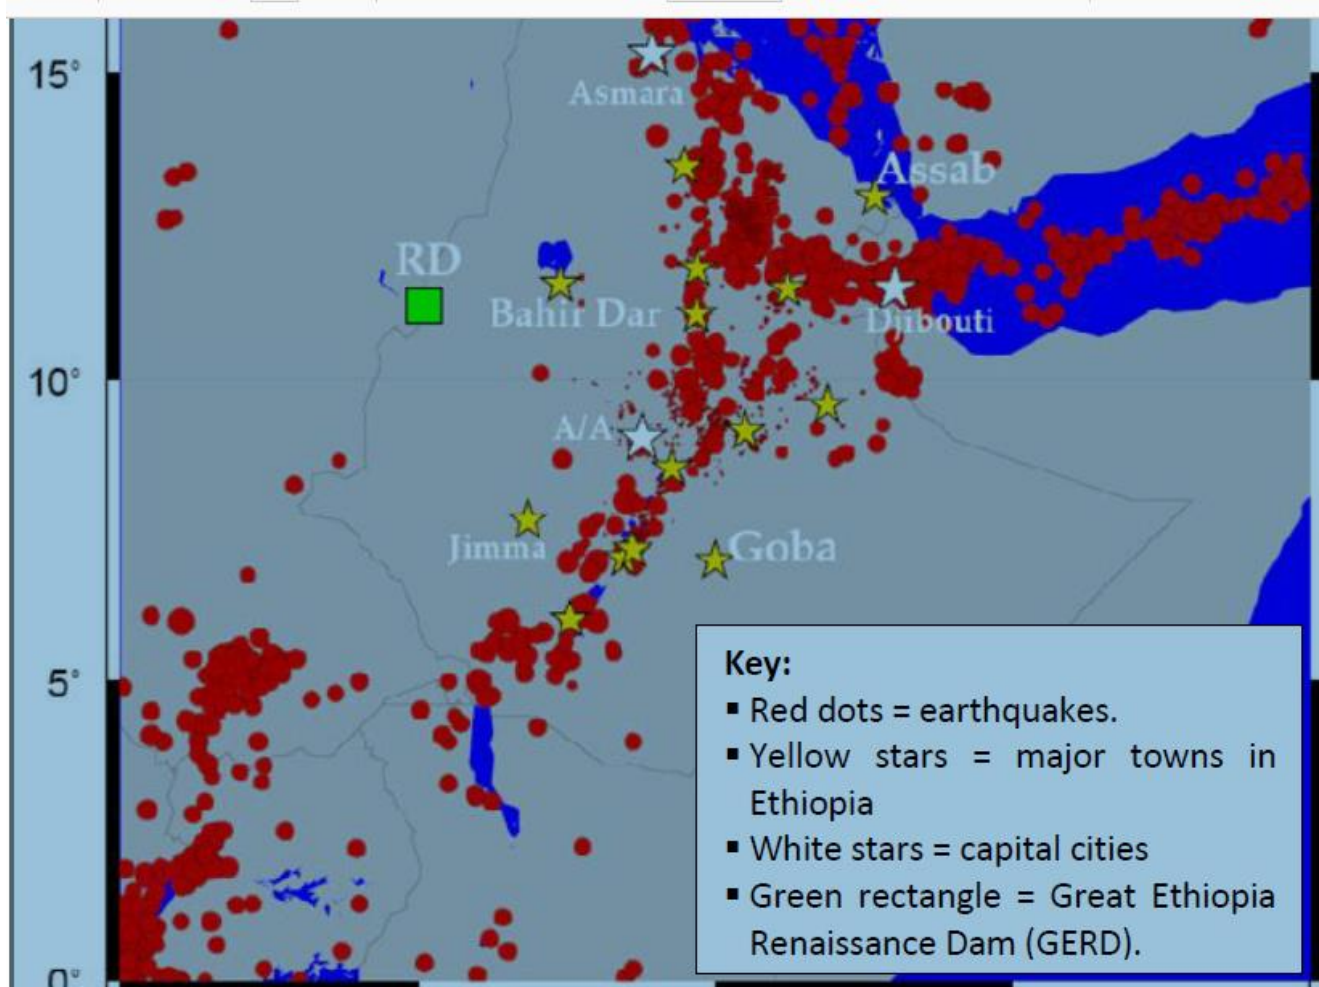 15°
Asmara
Assab
RD
Bahir Dar
Djibouti
10°
A/A
Jimma
Goba
5°
Key:
▪ Red dots = earthquakes.
▪ Yellow stars = major towns in
Ethiopia
▪ White stars = capital cities
▪ Green rectangle = Great Ethiopia
Renaissance Dam (GERD).
0°